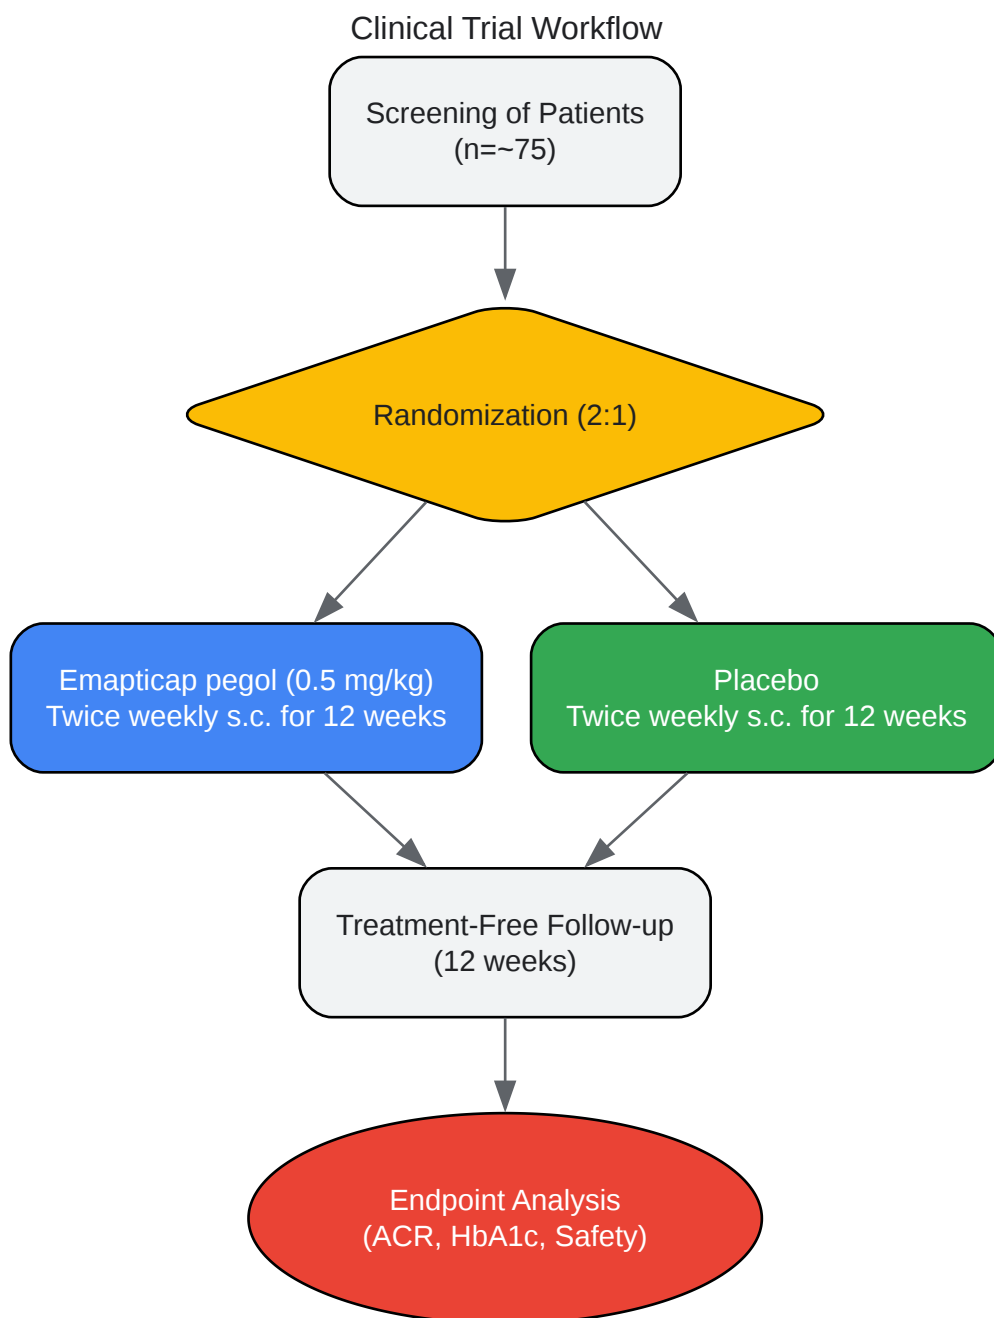 Clinical Trial Workflow
Screening of Patients
(n=~75)
Randomization (2:1)
Emapticap pegol (0.5 mg/kg)
Twice weekly s.c. for 12 weeks
Placebo
Twice weekly s.c. for 12 weeks
Treatment-Free Follow-up
(12 weeks)
Endpoint Analysis
(ACR, HbA1c, Safety)